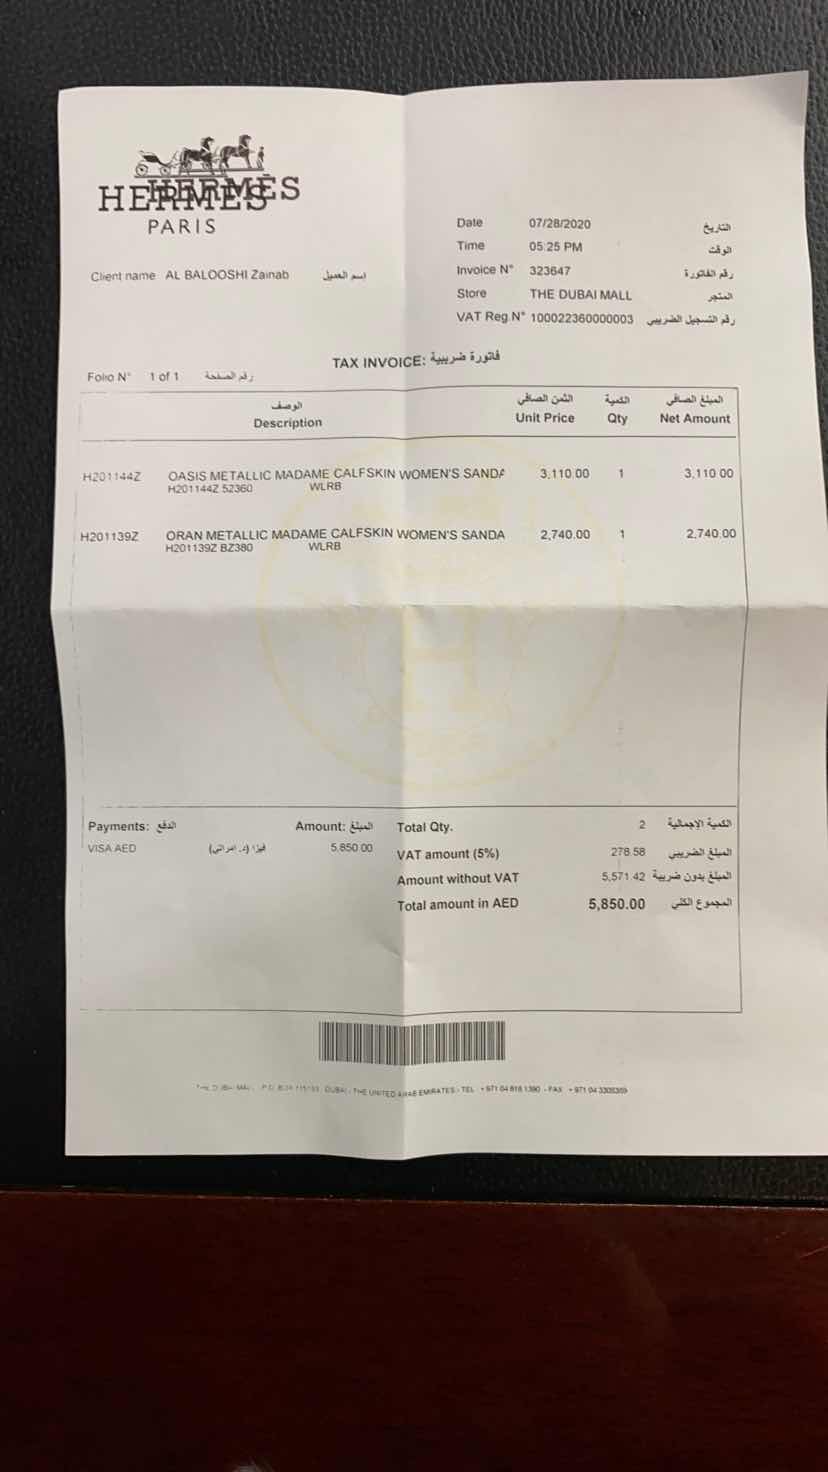 HERMÈS
HERMES
PARIS
Client name AL BALOOSHI Zainab اسم العميل
Date 07/28/2020 التاريخ
Time 05:25 PM الوقت
Invoice N° 323647 رقم الفاتورة
Store THE DUBAI MALL المتجر
VAT Reg.N° 100022360000003 رقم التسجيل الضريبي
TAX INVOICE: فاتورة ضريبية
Folio N° 1 of 1 رقم الصفحة
الوصف الثمن الصافي الكمية المبلغ الصافي
Description Unit Price Qty Net Amount
H201144Z OASIS METALLIC MADAME CALFSKIN WOMEN'S SANDA 3,110.00 1 3,110.00
H201144Z 52360 WLRB
H201139Z ORAN METALLIC MADAME CALFSKIN WOMEN'S SANDA 2,740.00 1 2,740.00
H201139Z BZ380 WLRB
Payments: الدفع Amount: المبلغ
VISA AED فيزا (د. امراتي) 5,850.00
Total Qty. 2 الكمية الإجمالية
VAT amount (5%) 278.58 المبلغ الضريبي
Amount without VAT 5,571.42 المبلغ بدون ضريبة
Total amount in AED 5,850.00 المجموع الكلي
THE DUBAI MALL - P.O. BOX DUBAI - THE UNITED ARAB EMIRATES - TEL : +971 04 818 1390 - FAX : +971 04 3305359